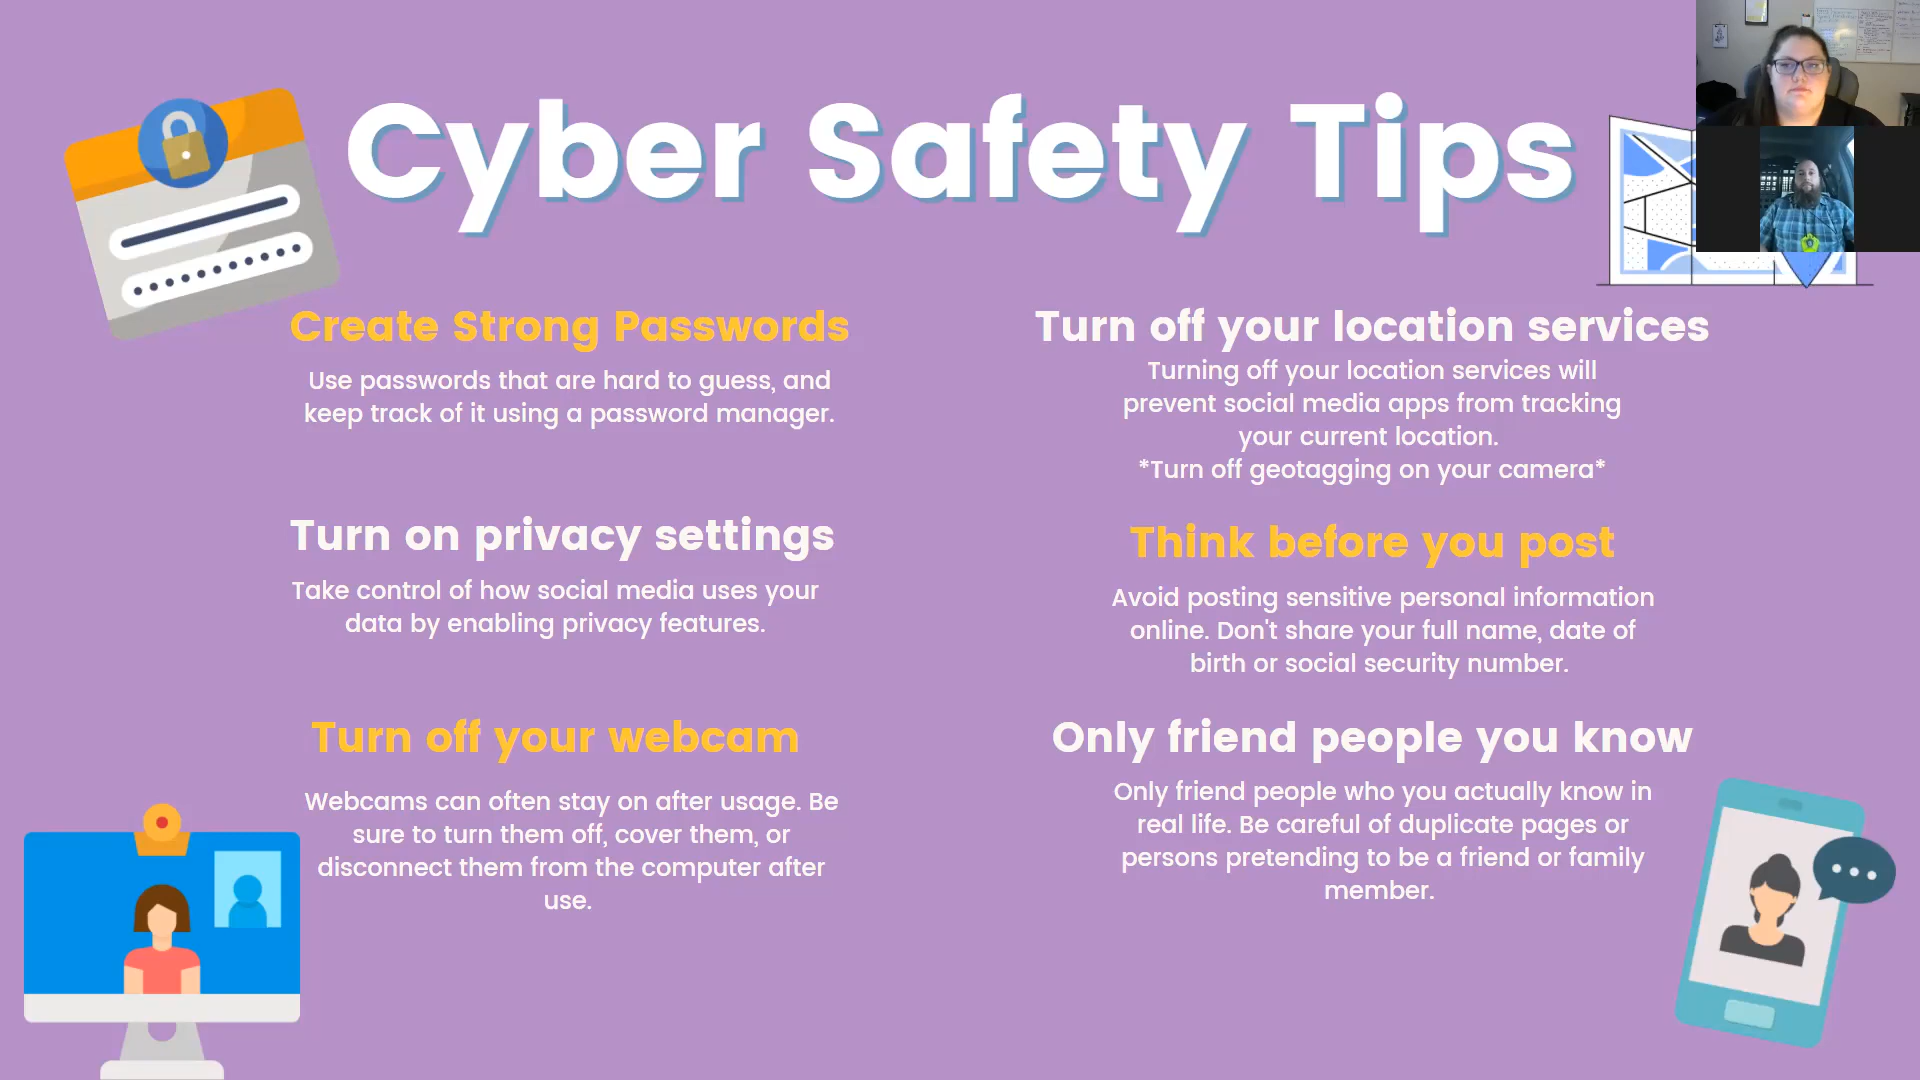 Cyber Safety Tips
Create Strong Passwords
Use passwords that are hard to guess, and
keep track of it using a password manager.
Turn on privacy settings
Take control of how social media uses your
data by enabling privacy features.
Turn off your webcam
Webcams can often stay on after usage. Be
sure to turn them off, cover them, or
disconnect them from the computer after
use.
Turn off your location services
Turning off your location services will
prevent social media apps from tracking
your current location.
*Turn off geotagging on your camera*
Think before you post
Avoid posting sensitive personal information
online. Don't share your full name, date of
birth or social security number.
Only friend people you know
Only friend people who you actually know in
real life. Be careful of duplicate pages or
persons pretending to be a friend or family
member.